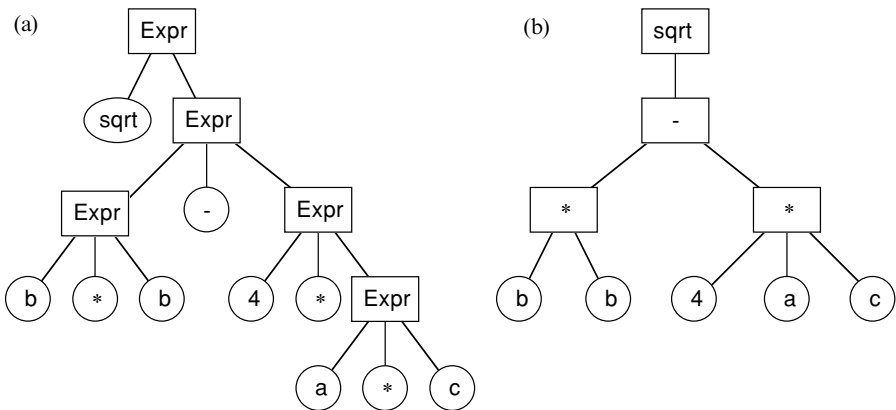 (a) Expr (b) sqrt
sqrt Expr -
Expr - Expr * *
b * b 4 * Expr b b 4 a c
a * c